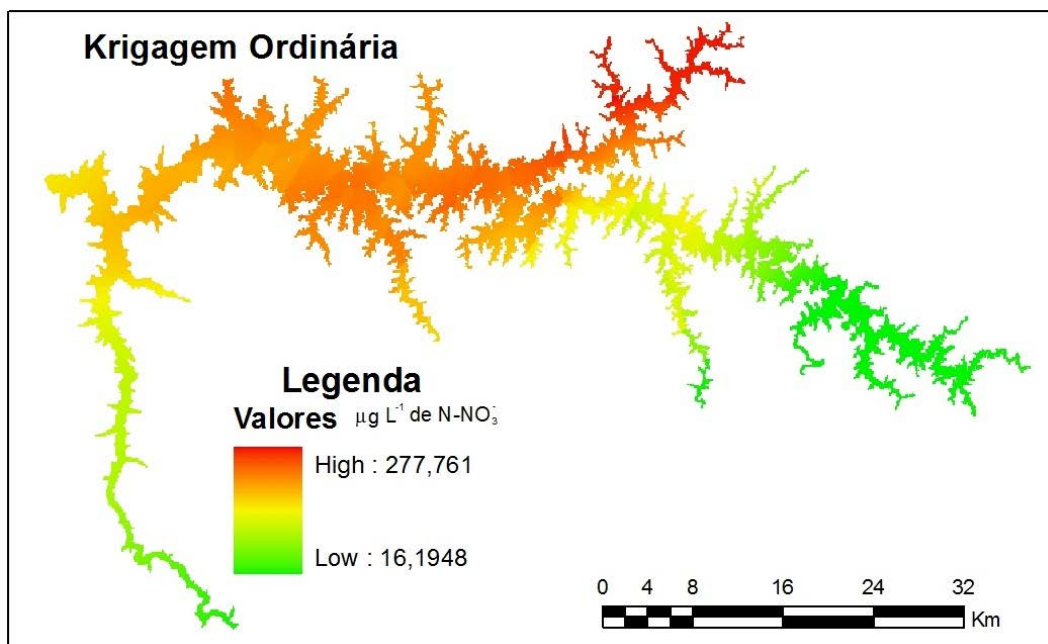 Krigagem Ordinária
Legenda
Valores µg L⁻¹ de N-NO₃⁻
High : 277,761
Low : 16,1948
0 4 8 16 24 32
Km